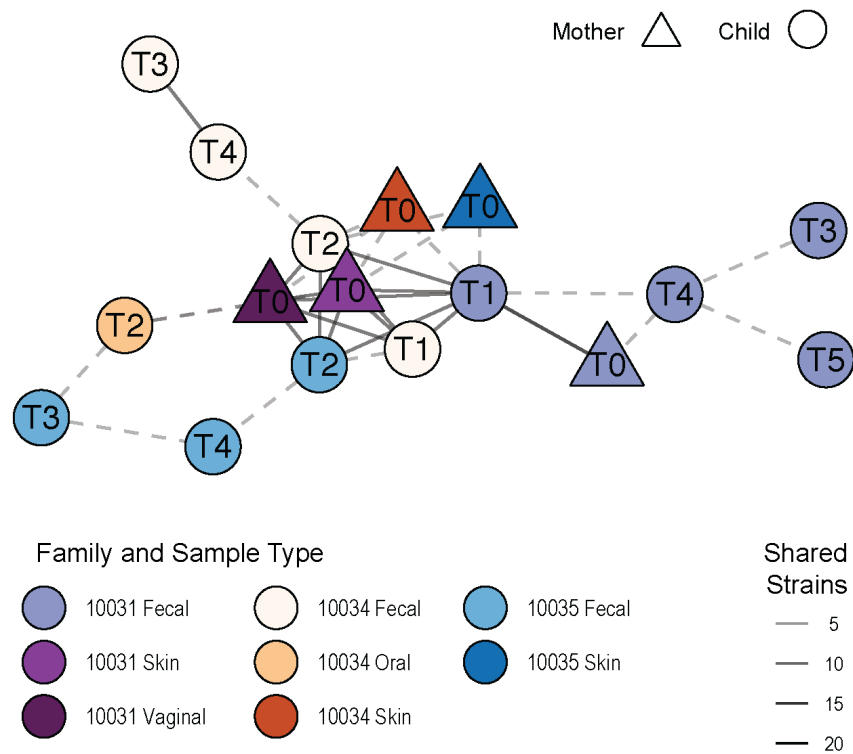 Mother Child
T3
T4
T0 T0
T3
T2
T0 T0 T1 T4
T2
T1
T2 T0 T5
T3
T4
Family and Sample Type
Shared
Strains
10031 Fecal 10034 Fecal 10035 Fecal
5
10031 Skin 10034 Oral 10035 Skin
10
10031 Vaginal 10034 Skin
15
20